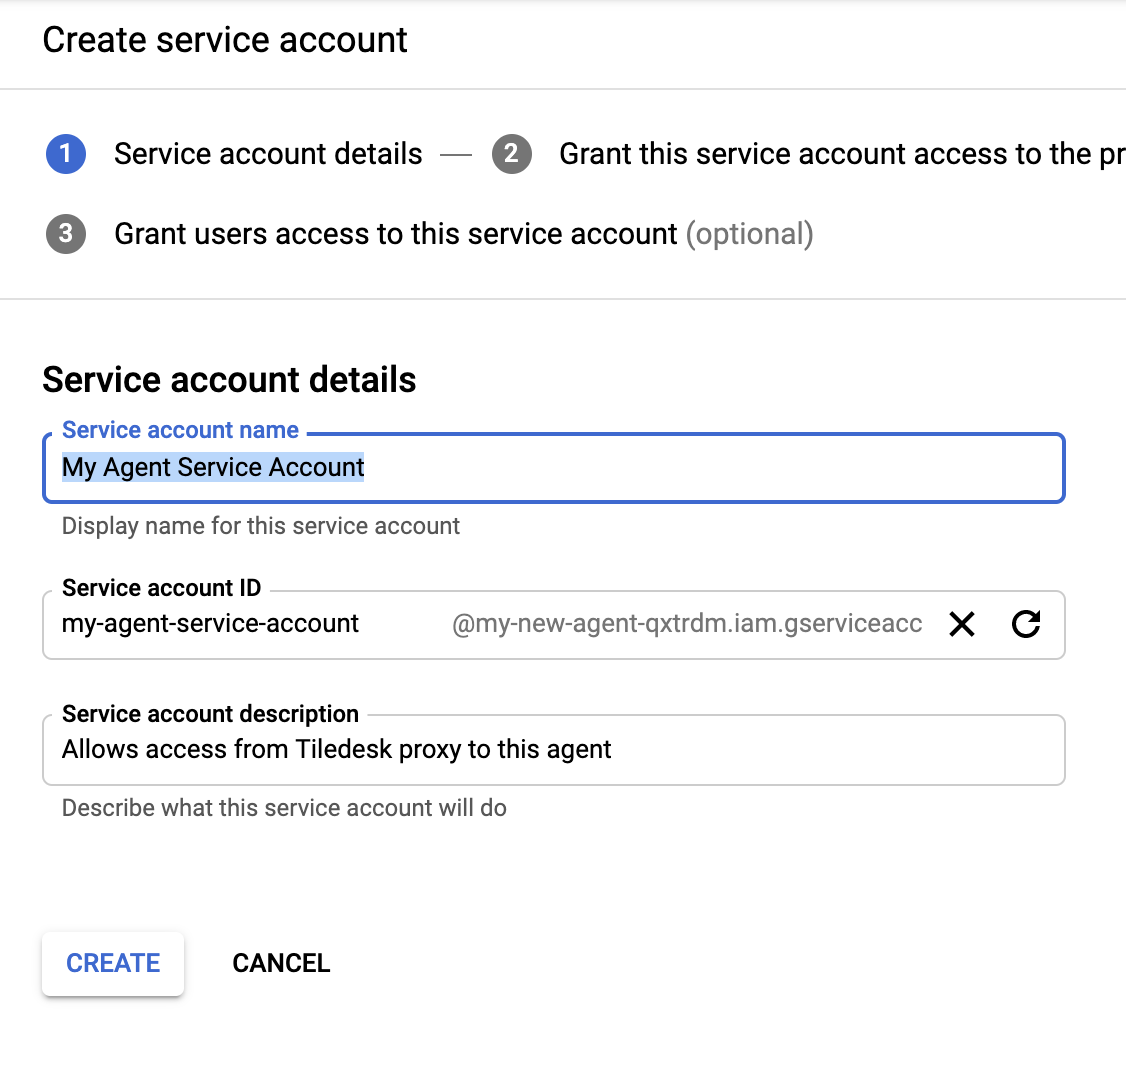 Create service account
1 Service account details — 2 Grant this service account access to the pr
3 Grant users access to this service account (optional)
Service account details
Service account name
My Agent Service Account
Display name for this service account
Service account ID
my-agent-service-account @my-new-agent-qxtrdm.iam.gserviceacc
Service account description
Allows access from Tiledesk proxy to this agent
Describe what this service account will do
CREATE CANCEL